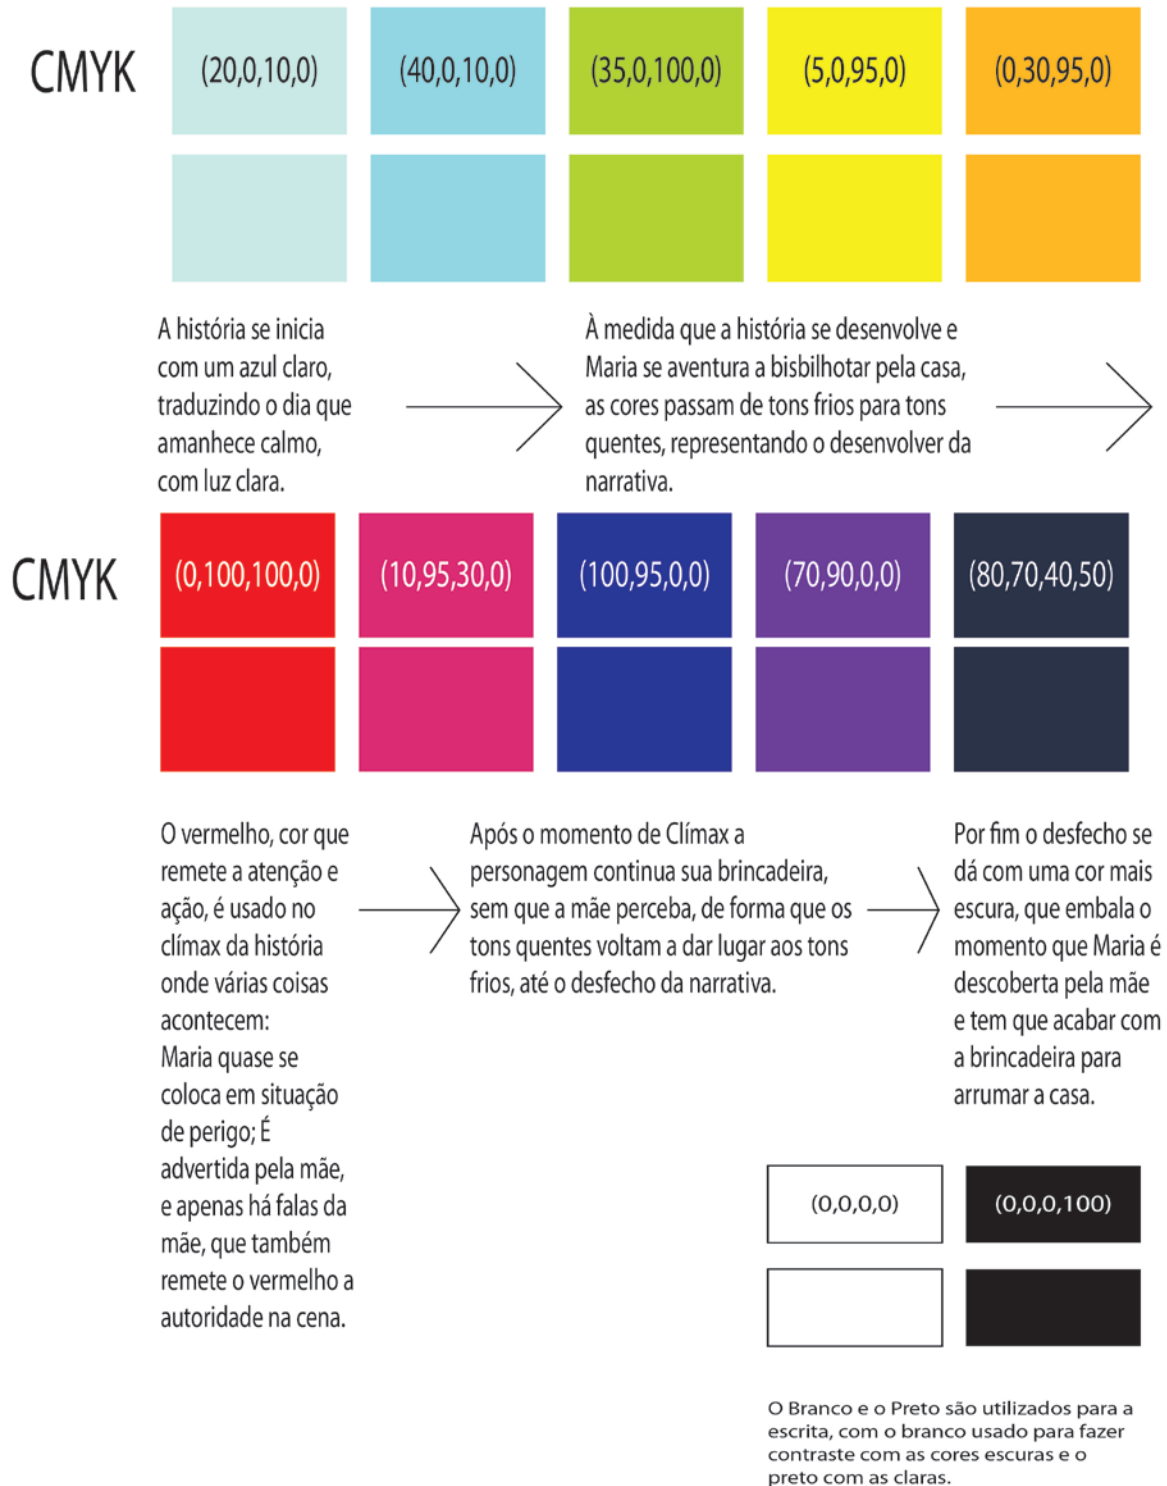 CMYK
(20,0,10,0)
(40,0,10,0)
(35,0,100,0)
(5,0,95,0)
(0,30,95,0)
A história se inicia
com um azul claro,
traduzindo o dia que
amanhece calmo,
com luz clara.
À medida que a história se desenvolve e
Maria se aventura a bisbilhotar pela casa,
as cores passam de tons frios para tons
quentes, representando o desenvolver da
narrativa.
CMYK
(0,100,100,0)
(10,95,30,0)
(100,95,0,0)
(70,90,0,0)
(80,70,40,50)
O vermelho, cor que
remete a atenção e
ação, é usado no
clímax da história
onde várias coisas
acontecem:
Maria quase se
coloca em situação
de perigo; É
advertida pela mãe,
e apenas há falas da
mãe, que também
remete o vermelho a
autoridade na cena.
Após o momento de Clímax a
personagem continua sua brincadeira,
sem que a mãe perceba, de forma que os
tons quentes voltam a dar lugar aos tons
frios, até o desfecho da narrativa.
Por fim o desfecho se
dá com uma cor mais
escura, que embala o
momento que Maria é
descoberta pela mãe
e tem que acabar com
a brincadeira para
arrumar a casa.
(0,0,0,0)
(0,0,0,100)
O Branco e o Preto são utilizados para a
escrita, com o branco usado para fazer
contraste com as cores escuras e o
preto com as claras.